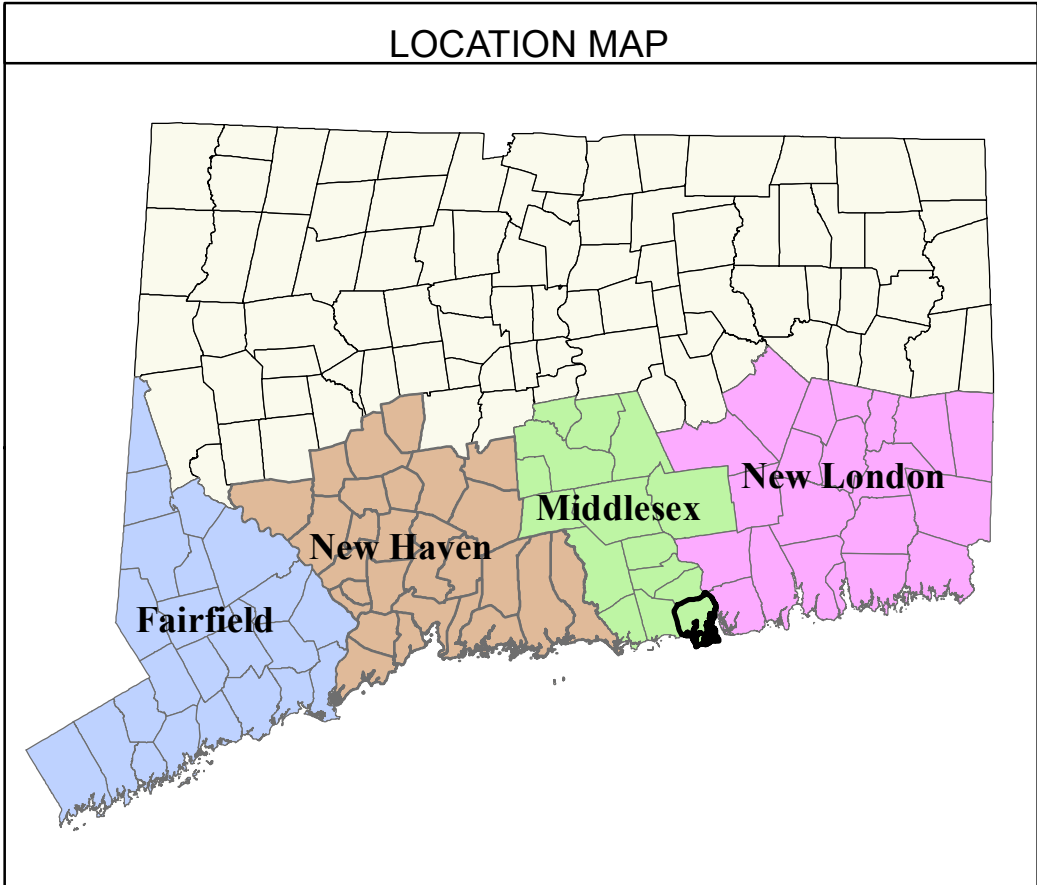 LOCATION MAP
New London
Middlesex
New Haven
Fairfield